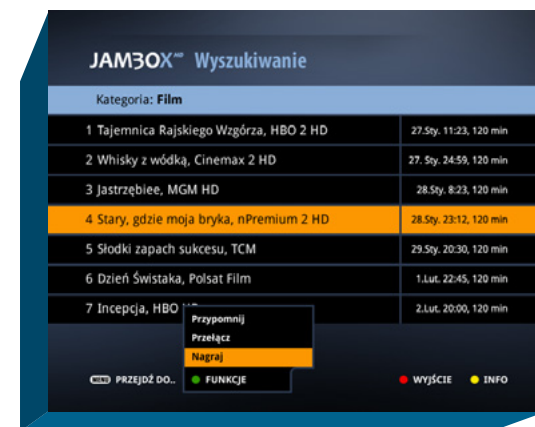 JAMBOX Wyszukiwanie
Kategoria: Film
1 Tajemnica Rajskiego Wzgórza, HBO 2 HD 27.Sty. 11:23, 120 min
2 Whisky z wódką, Cinemax 2 HD 27. Sty. 24:59, 120 min
3 Jastrzębiee, MGM HD 28.Sty. 8:23, 120 min
4 Stary, gdzie moja bryka, nPremium 2 HD 28.Sty. 23:12, 120 min
5 Słodki zapach sukcesu, TCM 29.Sty. 20:30, 120 min
6 Dzień Świstaka, Polsat Film 1.Lut. 22:45, 120 min
7 Incepcja, HBO 2.Lut. 20:00, 120 min
Przypomnij
Przełącz
Nagraj
MENU PRZEJDŹ DO.. FUNKCJE WYJŚCIE INFO